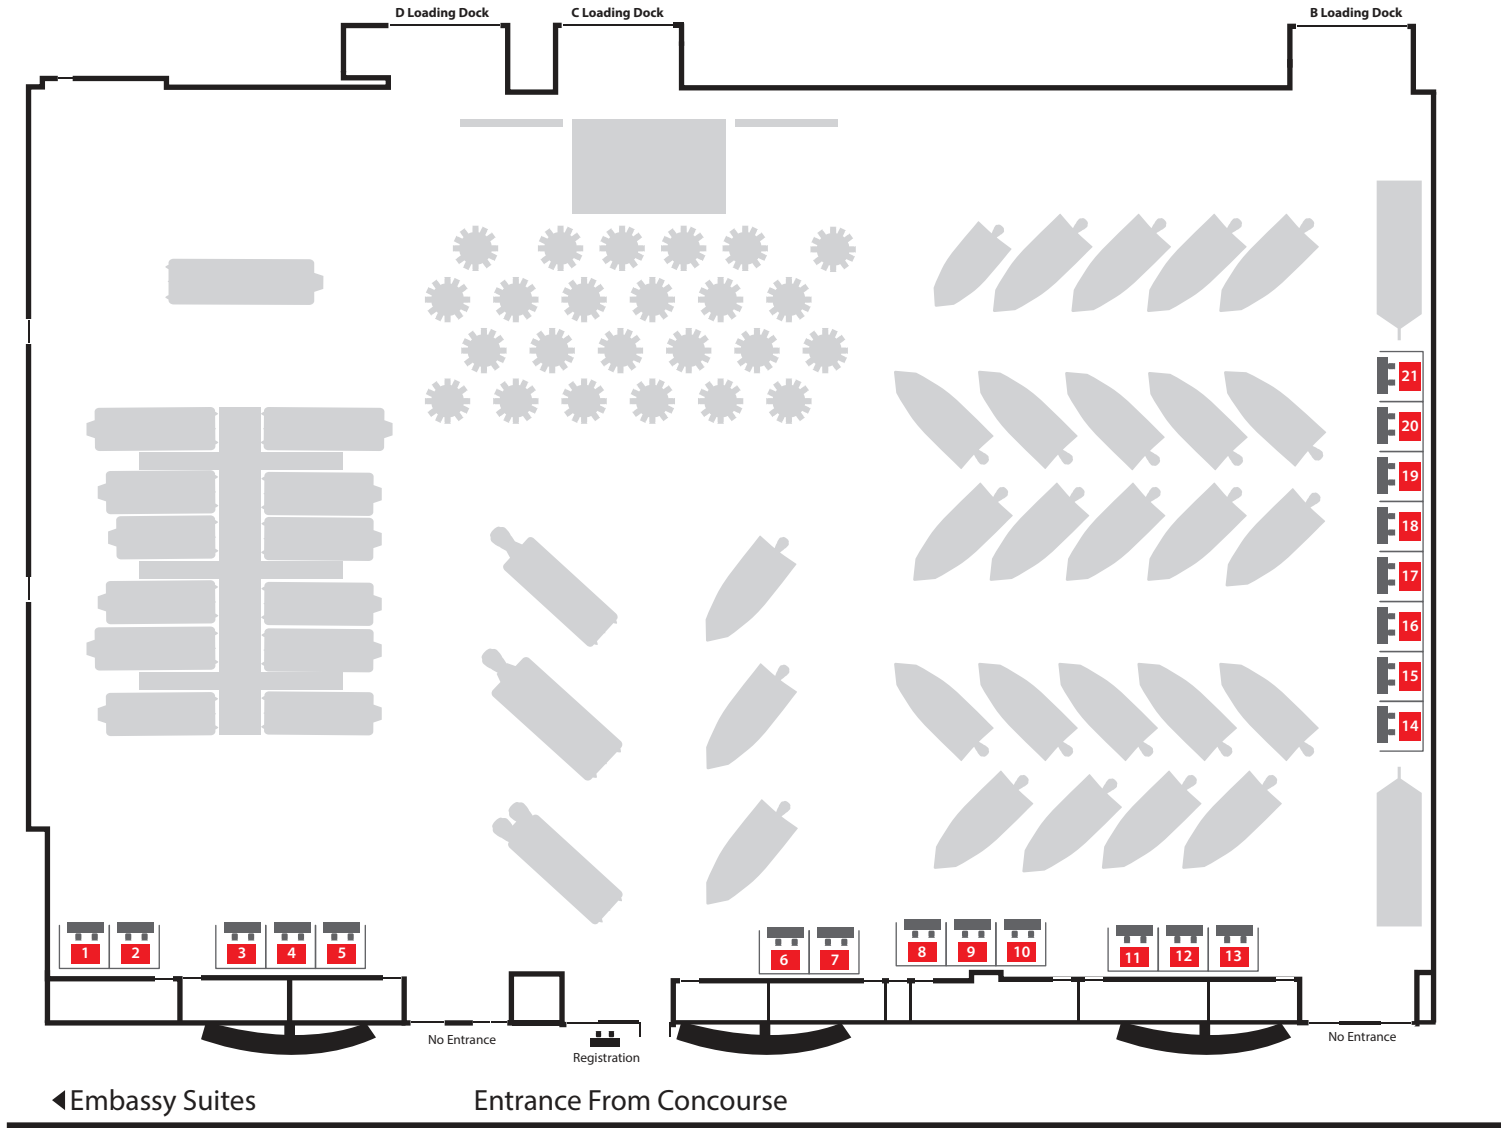 D Loading Dock
C Loading Dock
B Loading Dock
21
20
19
18
17
16
15
14
1
2
3
4
5
6
7
8
9
10
11
12
13
No Entrance
Registration
No Entrance
Embassy Suites
Entrance From Concourse